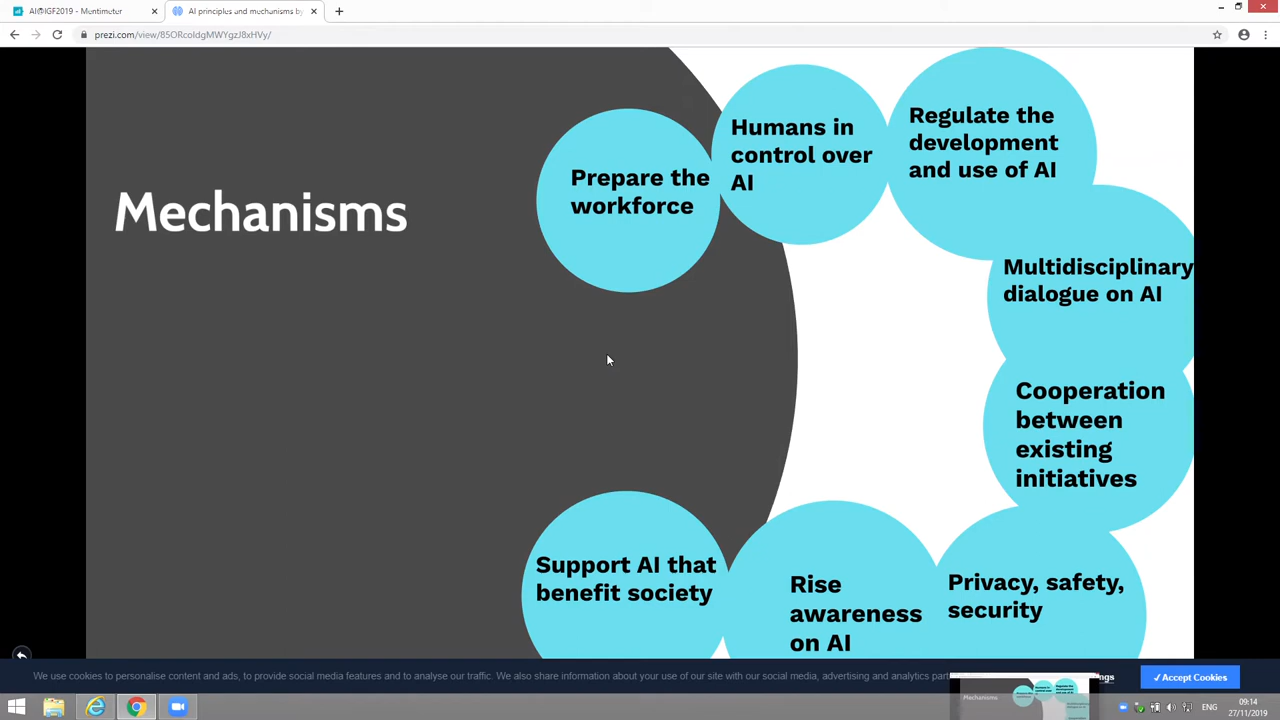 AI@IGF2019 - Mentimeter
AI principles and mechanisms by
prezi.com/view/85ORcoIdgMWYgzJ8xHVy/
Mechanisms
Prepare the
workforce
Humans in
control over
AI
Regulate the
development
and use of AI
Multidisciplinary
dialogue on AI
Cooperation
between
existing
initiatives
Privacy, safety,
security
Rise
awareness
on AI
Support AI that
benefit society
We use cookies to personalise content and ads, to provide social media features and to analyse our traffic. We also share information about your use of our site with our social media, advertising and analytics
✓Accept Cookies
Mechanisms
ENG
09:14
27/11/2019